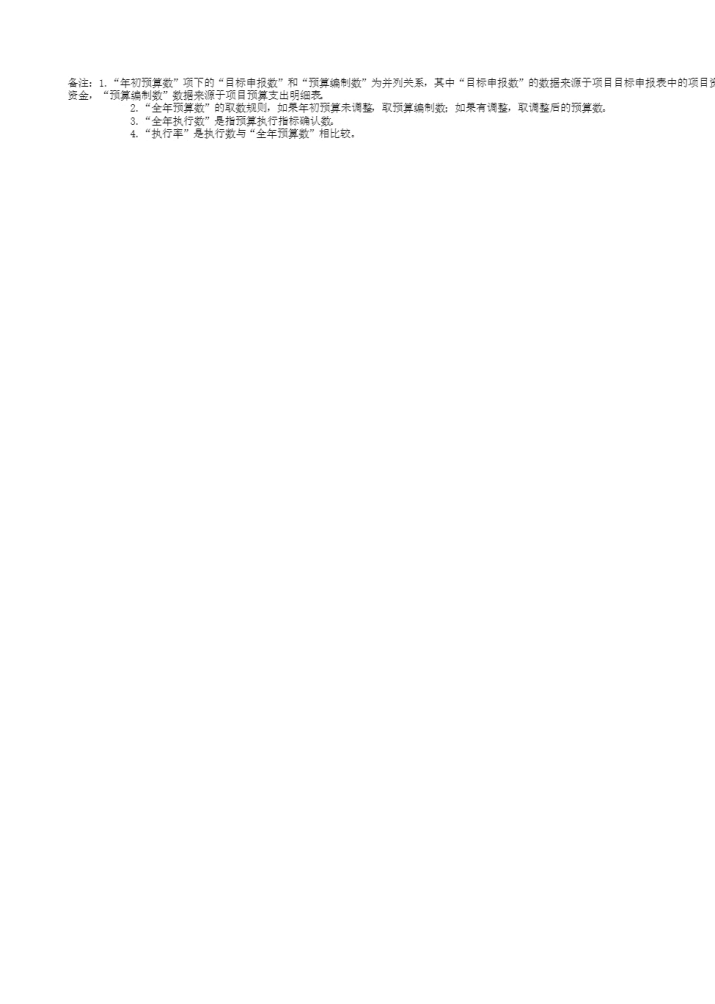 备注：1.“年初预算数”项下的“目标申报数”和“预算编制数”为并列关系，其中“目标申报数”的数据来源于项目目标申报表中的项目
资金，“预算编制数”数据来源于项目预算支出明细表。
2.“全年预算数”的取数规则，如果年初预算未调整，取预算编制数；如果有调整，取调整后的预算数。
3.“全年执行数”是指预算执行指标确认数。
4.“执行率”是执行数与“全年预算数”相比较。